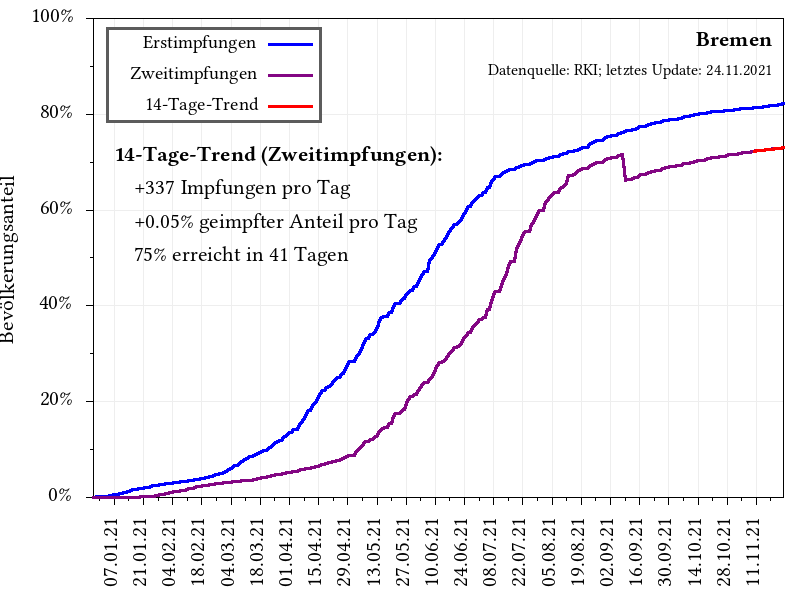 Bremen
Datenquelle: RKI; letztes Update: 24.11.2021
Erstimpfungen
Zweitimpfungen
14-Tage-Trend
14-Tage-Trend (Zweitimpfungen):
+337 Impfungen pro Tag
+0.05% geimpfter Anteil pro Tag
75% erreicht in 41 Tagen
Bevölkerungsanteil
100%
80%
60%
40%
20%
0%
07.01.21
21.01.21
04.02.21
18.02.21
04.03.21
18.03.21
01.04.21
15.04.21
29.04.21
13.05.21
27.05.21
10.06.21
24.06.21
08.07.21
22.07.21
05.08.21
19.08.21
02.09.21
16.09.21
30.09.21
14.10.21
28.10.21
11.11.21